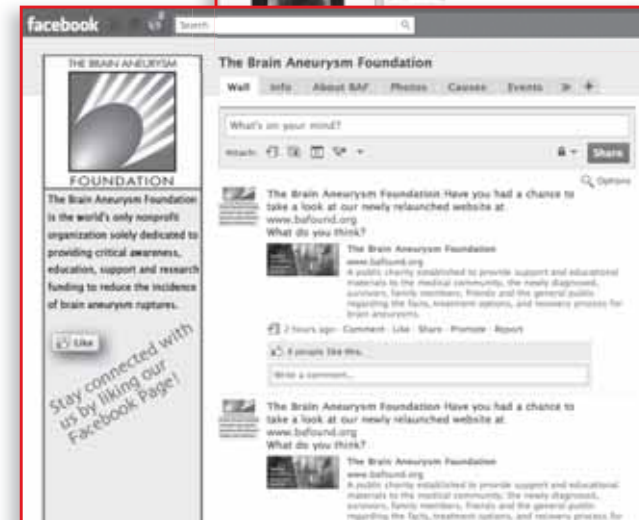 facebook
Search
THE BRAIN ANEURYSM
FOUNDATION
The Brain Aneurysm Foundation
is the world's only nonprofit
organization solely dedicated to
providing critical awareness,
education, support and research
funding to reduce the incidence
of brain aneurysm ruptures.
Like
Stay connected with
us by liking our
Facebook Page!
The Brain Aneurysm Foundation
Wall Info About BAF Photos Causes Events
What's on your mind?
Attach:
Share
Options
The Brain Aneurysm Foundation Have you had a chance to
take a look at our newly relaunched website at
www.bafound.org
What do you think?
The Brain Aneurysm Foundation
www.bafound.org
A public charity established to provide support and educational
materials to the medical community, the newly diagnosed,
survivors, family members, friends and the general public
regarding the facts, treatment options, and recovery process for
brain aneurysms.
2 hours ago · Comment · Like · Share · Promote · Report
people like this.
Write a comment...
The Brain Aneurysm Foundation Have you had a chance to
take a look at our newly relaunched website at
www.bafound.org
What do you think?
The Brain Aneurysm Foundation
www.bafound.org
A public charity established to provide support and educational
materials to the medical community, the newly diagnosed,
survivors, family members, friends and the general public
regarding the facts, treatment options, and recovery process for